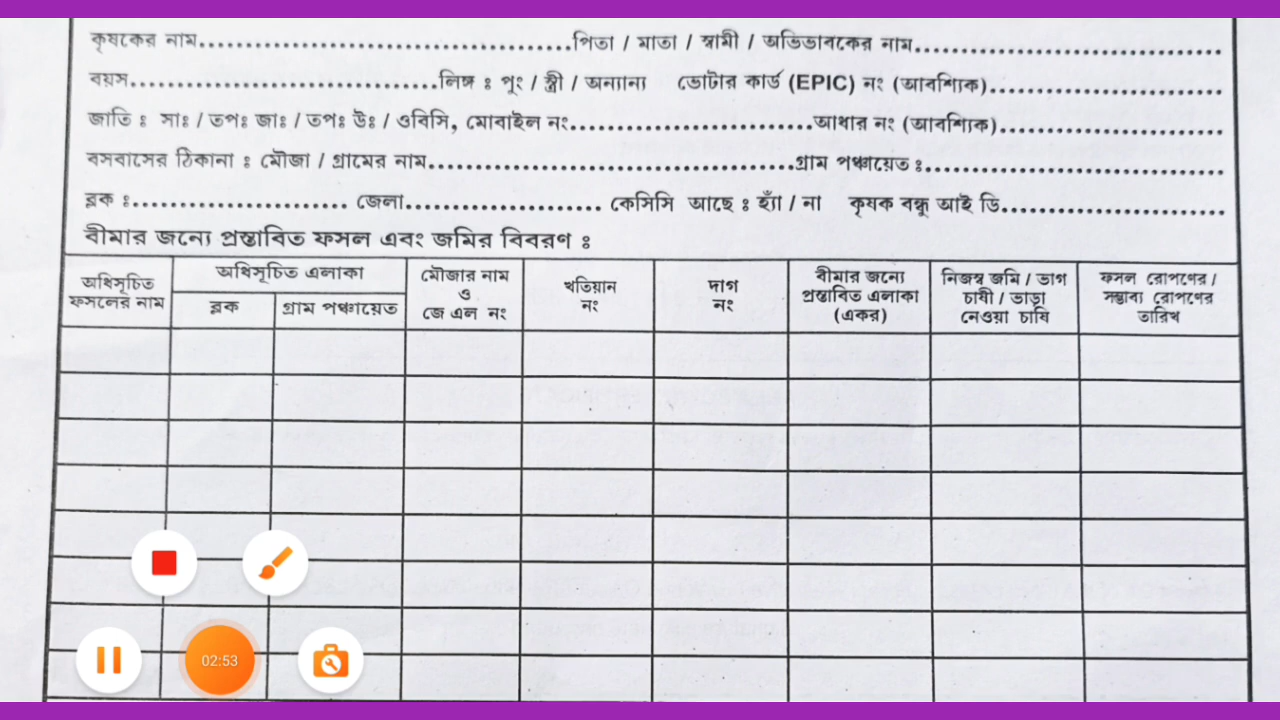 কৃষকের নাম........................................পিতা / মাতা / স্বামী / অভিভাবকের নাম................................
বয়স.................................লিঙ্গ ঃ পুং / স্ত্রী / অন্যান্য ভোটার কার্ড (EPIC) নং (আবশ্যিক).........................
জাতি ঃ সাঃ / তপঃ জাঃ / তপঃ উঃ / ওবিসি, মোবাইল নং..........................আধার নং (আবশ্যিক)........................
বসবাসের ঠিকানা ঃ মৌজা / গ্রামের নাম.......................................গ্রাম পঞ্চায়েত ঃ................................
ব্লক ঃ........................... জেলা......................... কেসিসি আছে ঃ হ্যাঁ / না কৃষক বন্ধু আই ডি........................
বীমার জন্যে প্রস্তাবিত ফসল এবং জমির বিবরণ ঃ
অধিসূচিত
ফসলের নাম
অধিসূচিত এলাকা
ব্লক
গ্রাম পঞ্চায়েত
মৌজার নাম
ও
জে এল নং
খতিয়ান
নং
দাগ
নং
বীমার জন্যে
প্রস্তাবিত এলাকা
(একর)
নিজস্ব জমি / ভাগ
চাষী / ভাড়া
নেওয়া চাষি
ফসল রোপণের /
সম্ভাব্য রোপণের
তারিখ
02:53